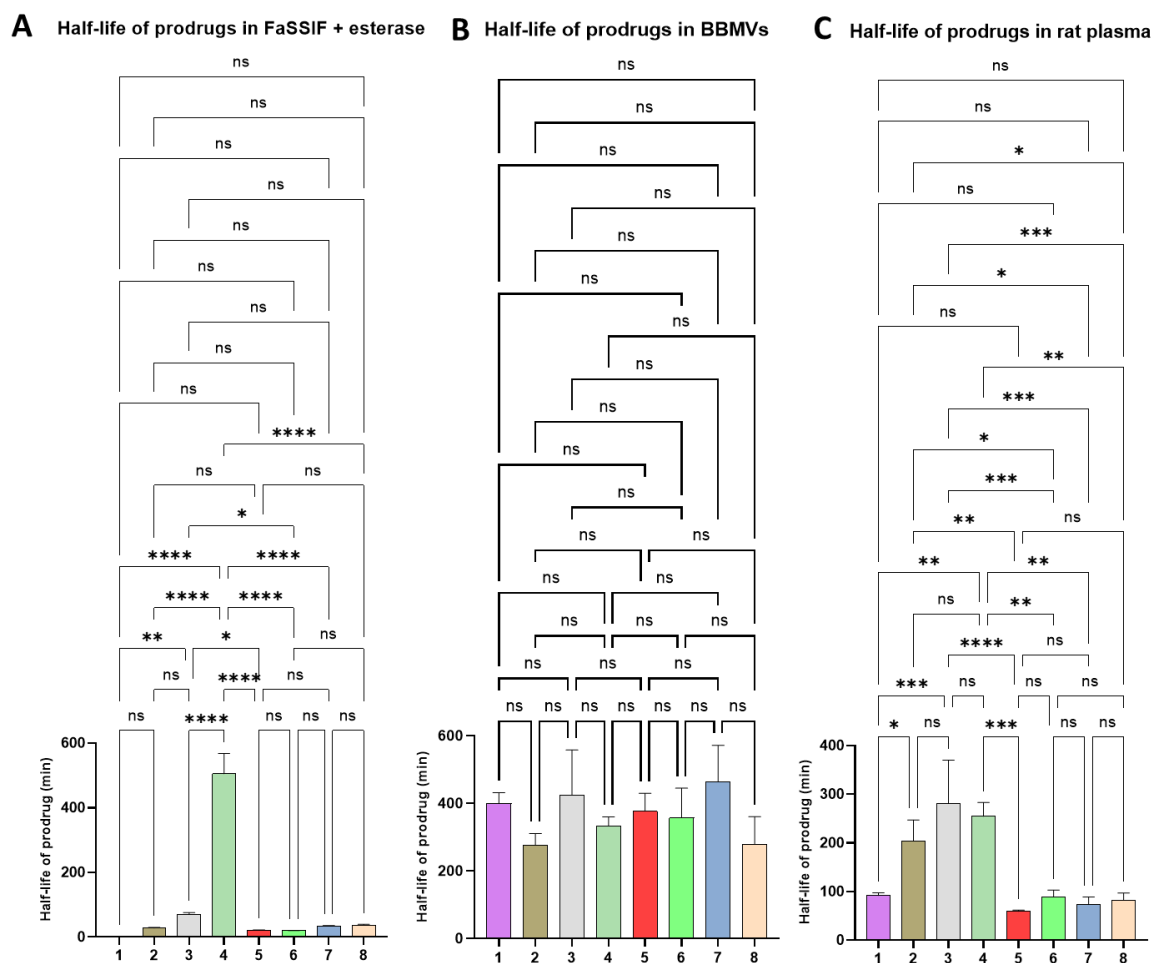 A Half-life of prodrugs in FaSSIF + esterase
ns
ns
ns
ns
ns
ns
ns
ns
ns
****
ns ns
*
**** ****
**** ****
** * ns
ns **** ns
ns **** ns ns ns
Half-life of prodrug (min)
600
400
200
0
1 2 3 4 5 6 7 8
B Half-life of prodrugs in BBMVs
ns
ns
ns
ns
ns
ns
ns
ns
ns
ns
ns
ns ns
ns ns
ns ns ns
ns ns ns
ns ns ns ns ns ns ns
Half-life of prodrug (min)
600
400
200
0
1 2 3 4 5 6 7 8
C Half-life of prodrugs in rat plasma
ns
ns
*
ns
***
*
ns
**
***
*
***
** ns
** **
ns **
**** ns
*** ns ns ns
* ns *** ns ns
Half-life of prodrug (min)
400
300
200
100
0
1 2 3 4 5 6 7 8